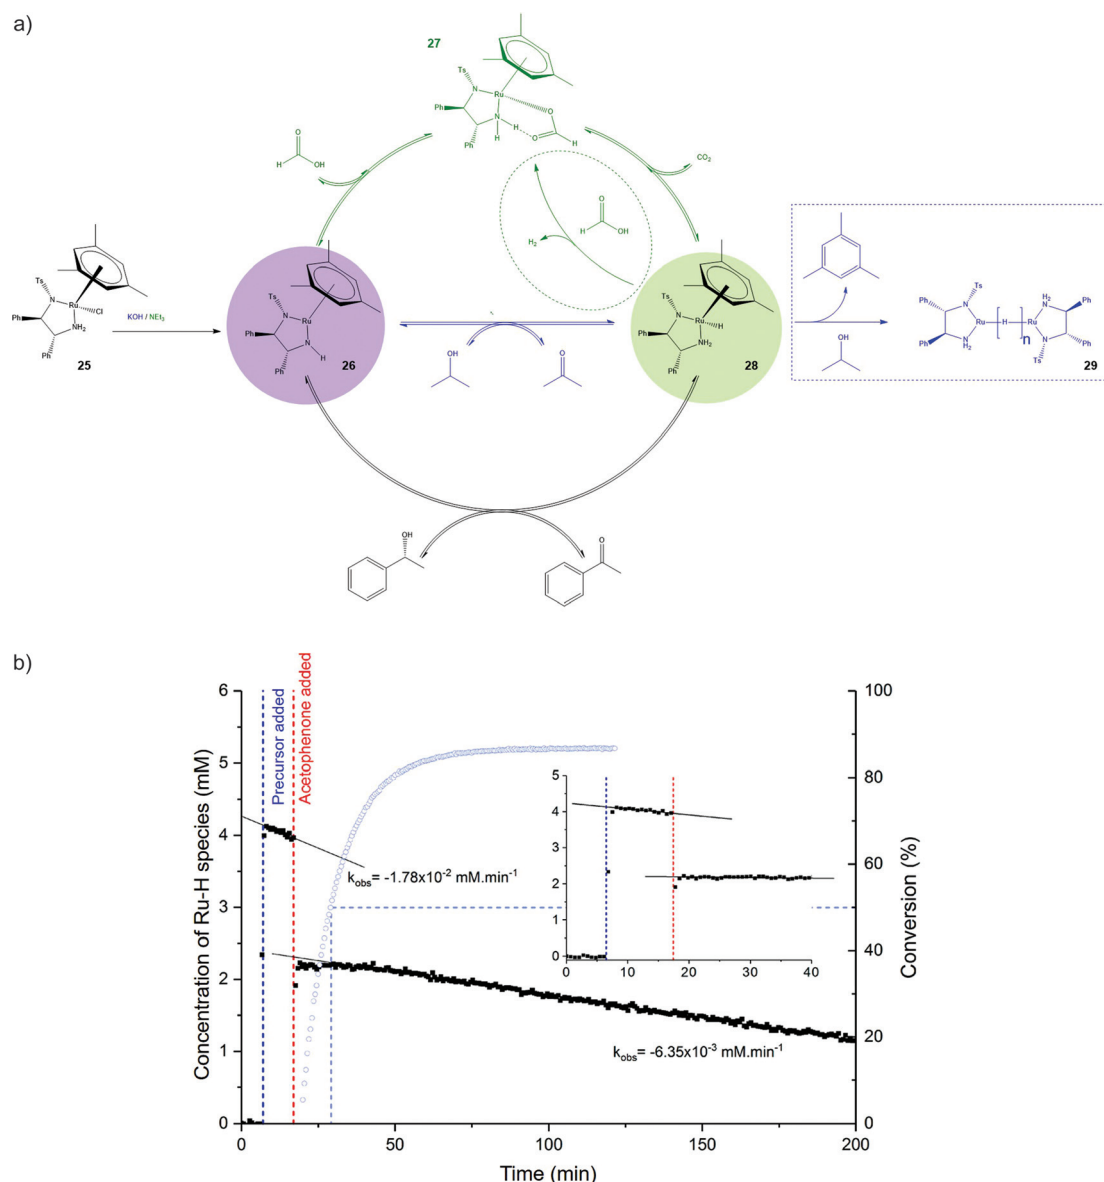 a)
27
Ts
N
Ru
Ph
N
H
O
O
H
H
Ph
O
H
OH
CO₂
O
H
OH
H₂
Ts
N
Ru
Cl
Ph
NH₂
Ph
25
KOH / NEt₃
Ts
N
Ru
Ph
N
H
Ph
26
OH
O
Ts
N
Ru
H
Ph
NH₂
Ph
28
OH
Ph
Ts
N
Ru
N
H₂
Ph
H
n
NH₂
Ru
N
Ts
Ph
Ph
29
OH
O
b)
Precursor added
Acetophenone added
Concentration of Ru-H species (mM)
6
5
4
3
2
1
0
k_obs= -1.78x10⁻² mM.min⁻¹
k_obs= -6.35x10⁻³ mM.min⁻¹
5
4
3
2
1
0
0 10 20 30 40
100
80
60
40
20
0
Conversion (%)
0 50 100 150 200
Time (min)